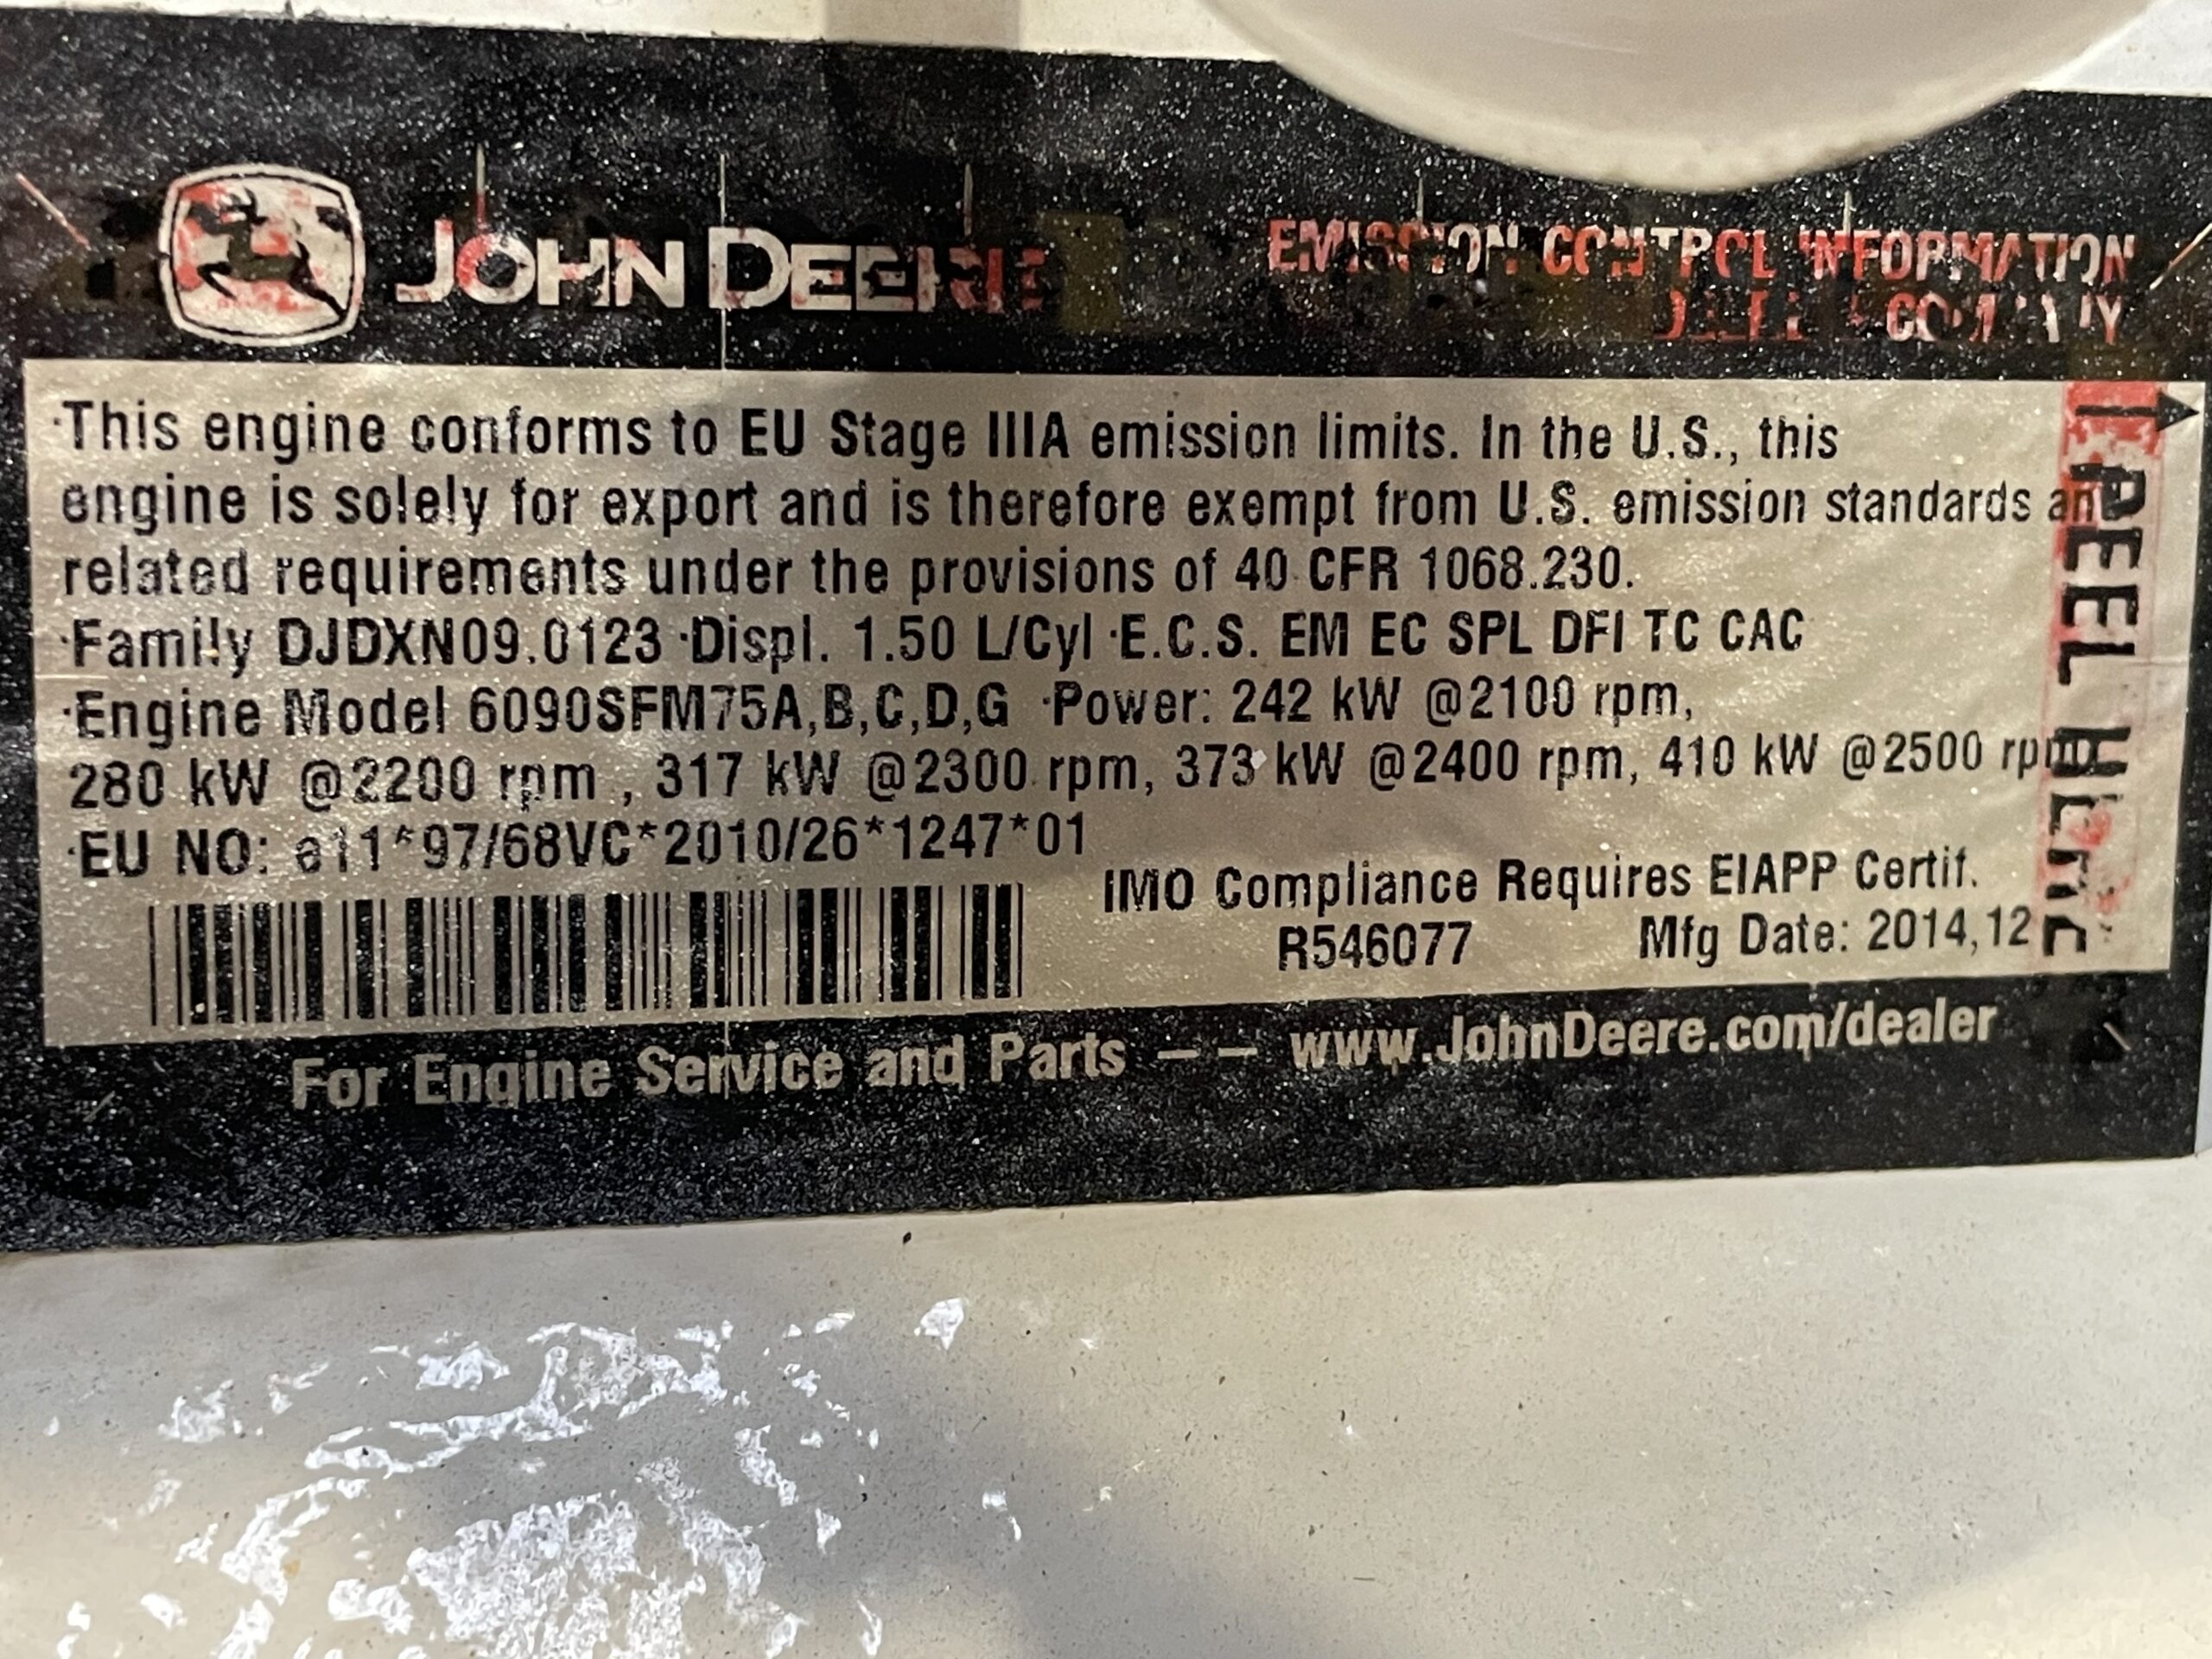 JOHN DEERE
EMISSION CONTROL INFORMATION
DEERE & COMPANY
·This engine conforms to EU Stage IIIA emission limits. In the U.S., this
engine is solely for export and is therefore exempt from U.S. emission standards an
related requirements under the provisions of 40 CFR 1068.230.
·Family DJDXN09.0123 ·Displ. 1.50 L/Cyl ·E.C.S. EM EC SPL DFI TC CAC
·Engine Model 6090SFM75A,B,C,D,G ·Power: 242 kW @2100 rpm,
280 kW @2200 rpm , 317 kW @2300 rpm, 373 kW @2400 rpm, 410 kW @2500 rpm
·EU NO: e11*97/68VC*2010/26*1247*01
IMO Compliance Requires EIAPP Certif.
R546077 Mfg Date: 2014,12
PEEL HERE
For Engine Service and Parts -- www.JohnDeere.com/dealer